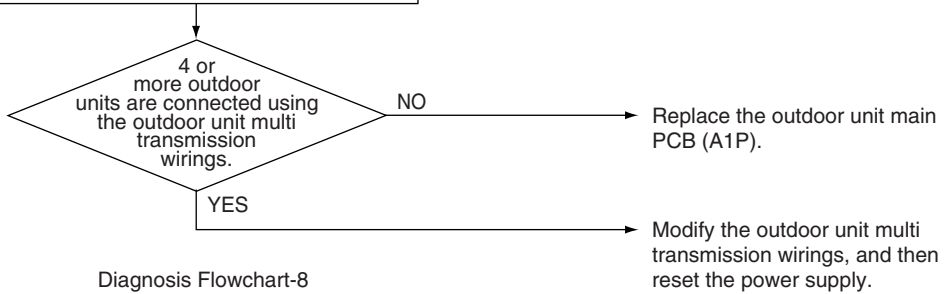 4 or
more outdoor
units are connected using
the outdoor unit multi
transmission
wirings.
NO
Replace the outdoor unit main
PCB (A1P).
YES
Modify the outdoor unit multi
transmission wirings, and then
reset the power supply.
Diagnosis Flowchart-8